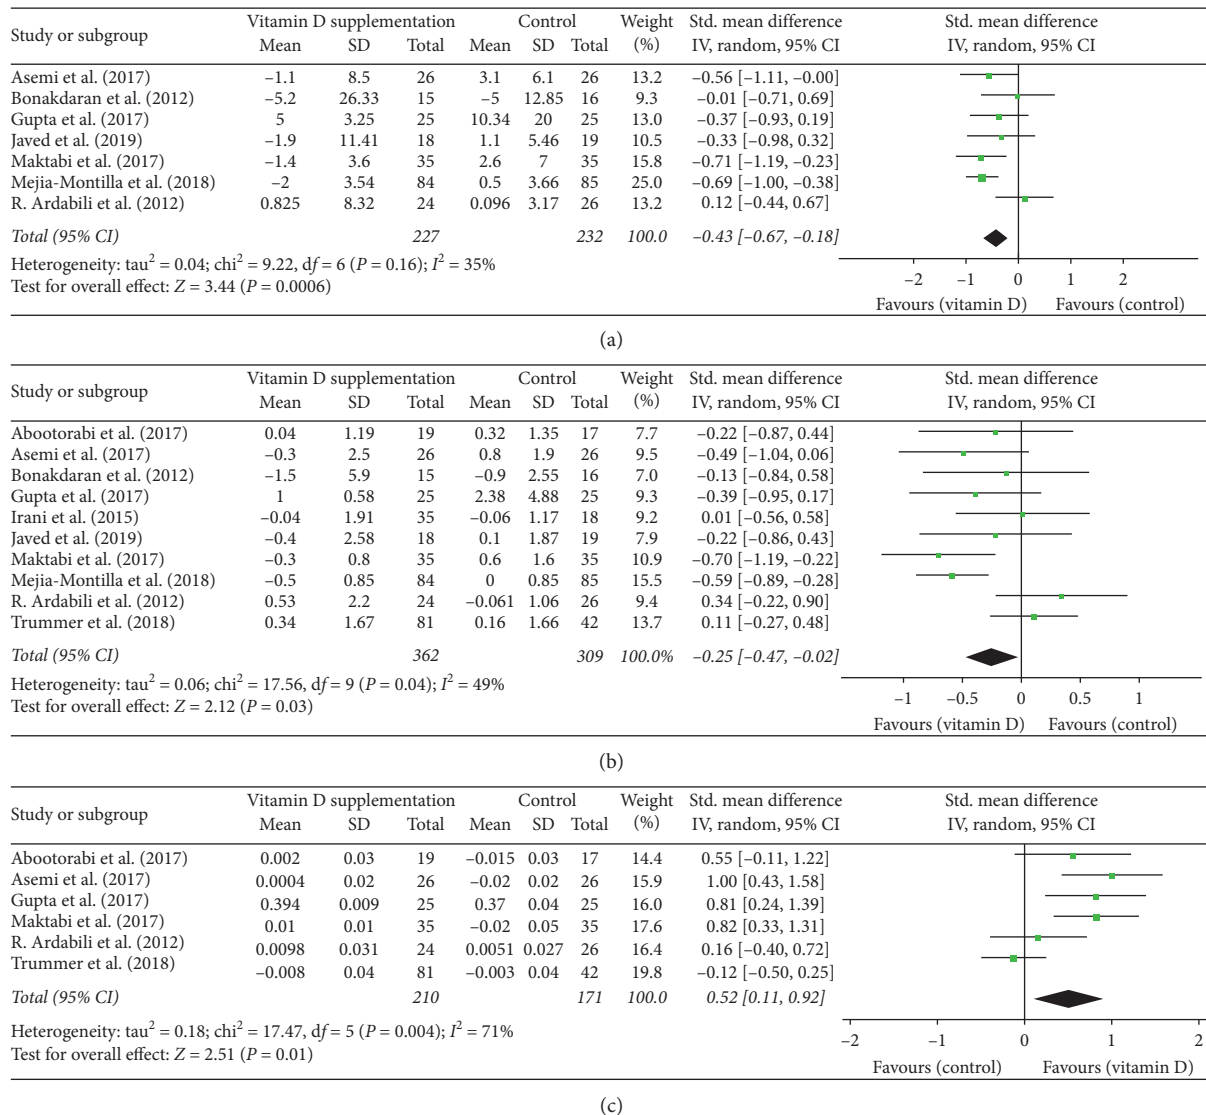 Study or subgroup Vitamin D supplementation Control Weight (%) Std. mean difference IV, random, 95% CI Std. mean difference IV, random, 95% CI
Mean SD Total Mean SD Total
Asemi et al. (2017) –1.1 8.5 26 3.1 6.1 26 13.2 –0.56 [–1.11, –0.00]
Bonakdaran et al. (2012) –5.2 26.33 15 –5 12.85 16 9.3 –0.01 [–0.71, 0.69]
Gupta et al. (2017) 5 3.25 25 10.34 20 25 13.0 –0.37 [–0.93, 0.19]
Javed et al. (2019) –1.9 11.41 18 1.1 5.46 19 10.5 –0.33 [–0.98, 0.32]
Maktabi et al. (2017) –1.4 3.6 35 2.6 7 35 15.8 –0.71 [–1.19, –0.23]
Mejia-Montilla et al. (2018) –2 3.54 84 0.5 3.66 85 25.0 –0.69 [–1.00, –0.38]
R. Ardabili et al. (2012) 0.825 8.32 24 0.096 3.17 26 13.2 0.12 [–0.44, 0.67]
Total (95% CI) 227 232 100.0 –0.43 [–0.67, –0.18]
Heterogeneity: tau² = 0.04; chi² = 9.22, df = 6 (P = 0.16); I² = 35%
Test for overall effect: Z = 3.44 (P = 0.0006)
–2 –1 0 1 2
Favours (vitamin D) Favours (control)
(a)
Study or subgroup Vitamin D supplementation Control Weight (%) Std. mean difference IV, random, 95% CI Std. mean difference IV, random, 95% CI
Mean SD Total Mean SD Total
Abootorabi et al. (2017) 0.04 1.19 19 0.32 1.35 17 7.7 –0.22 [–0.87, 0.44]
Asemi et al. (2017) –0.3 2.5 26 0.8 1.9 26 9.5 –0.49 [–1.04, 0.06]
Bonakdaran et al. (2012) –1.5 5.9 15 –0.9 2.55 16 7.0 –0.13 [–0.84, 0.58]
Gupta et al. (2017) 1 0.58 25 2.38 4.88 25 9.3 –0.39 [–0.95, 0.17]
Irani et al. (2015) –0.04 1.91 35 –0.06 1.17 18 9.2 0.01 [–0.56, 0.58]
Javed et al. (2019) –0.4 2.58 18 0.1 1.87 19 7.9 –0.22 [–0.86, 0.43]
Maktabi et al. (2017) –0.3 0.8 35 0.6 1.6 35 10.9 –0.70 [–1.19, –0.22]
Mejia-Montilla et al. (2018) –0.5 0.85 84 0 0.85 85 15.5 –0.59 [–0.89, –0.28]
R. Ardabili et al. (2012) 0.53 2.2 24 –0.061 1.06 26 9.4 0.34 [–0.22, 0.90]
Trummer et al. (2018) 0.34 1.67 81 0.16 1.66 42 13.7 0.11 [–0.27, 0.48]
Total (95% CI) 362 309 100.0% –0.25 [–0.47, –0.02]
Heterogeneity: tau² = 0.06; chi² = 17.56, df = 9 (P = 0.04); I² = 49%
Test for overall effect: Z = 2.12 (P = 0.03)
–1 –0.5 0 0.5 1
Favours (vitamin D) Favours (control)
(b)
Study or subgroup Vitamin D supplementation Control Weight (%) Std. mean difference IV, random, 95% CI Std. mean difference IV, random, 95% CI
Mean SD Total Mean SD Total
Abootorabi et al. (2017) 0.002 0.03 19 –0.015 0.03 17 14.4 0.55 [–0.11, 1.22]
Asemi et al. (2017) 0.0004 0.02 26 –0.02 0.02 26 15.9 1.00 [0.43, 1.58]
Gupta et al. (2017) 0.394 0.009 25 0.37 0.04 25 16.0 0.81 [0.24, 1.39]
Maktabi et al. (2017) 0.01 0.01 35 –0.02 0.05 35 17.6 0.82 [0.33, 1.31]
R. Ardabili et al. (2012) 0.0098 0.031 24 0.0051 0.027 26 16.4 0.16 [–0.40, 0.72]
Trummer et al. (2018) –0.008 0.04 81 –0.003 0.04 42 19.8 –0.12 [–0.50, 0.25]
Total (95% CI) 210 171 100.0 0.52 [0.11, 0.92]
Heterogeneity: tau² = 0.18; chi² = 17.47, df = 5 (P = 0.004); I² = 71%
Test for overall effect: Z = 2.51 (P = 0.01)
–2 –1 0 1 2
Favours (control) Favours (vitamin D)
(c)